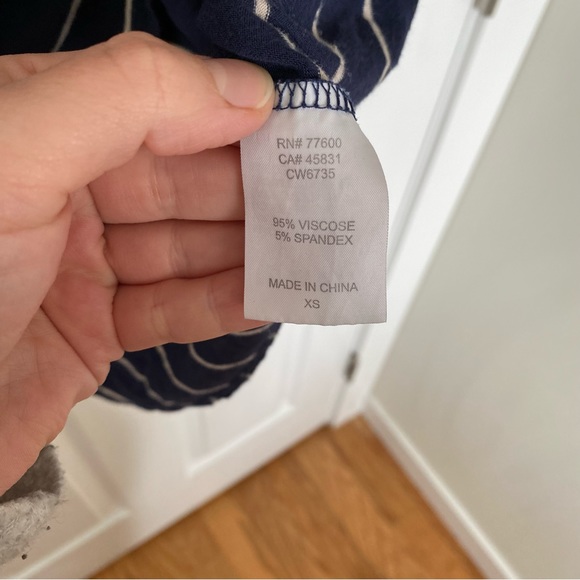 RN# 77600
CA# 45831
CW6735
95% VISCOSE
5% SPANDEX
MADE IN CHINA
XS